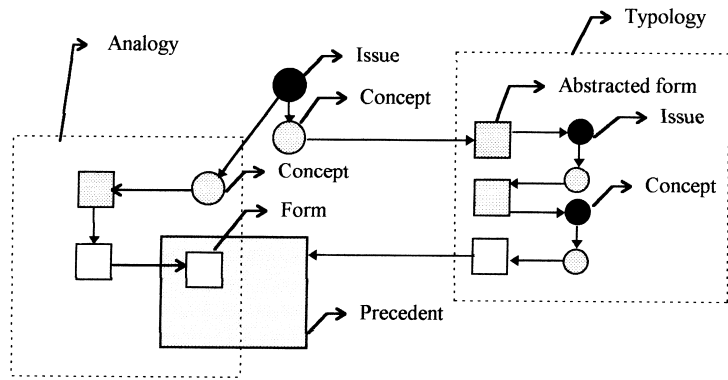 Analogy
Issue
Typology
Concept
Abstracted form
Issue
Concept
Concept
Form
Precedent